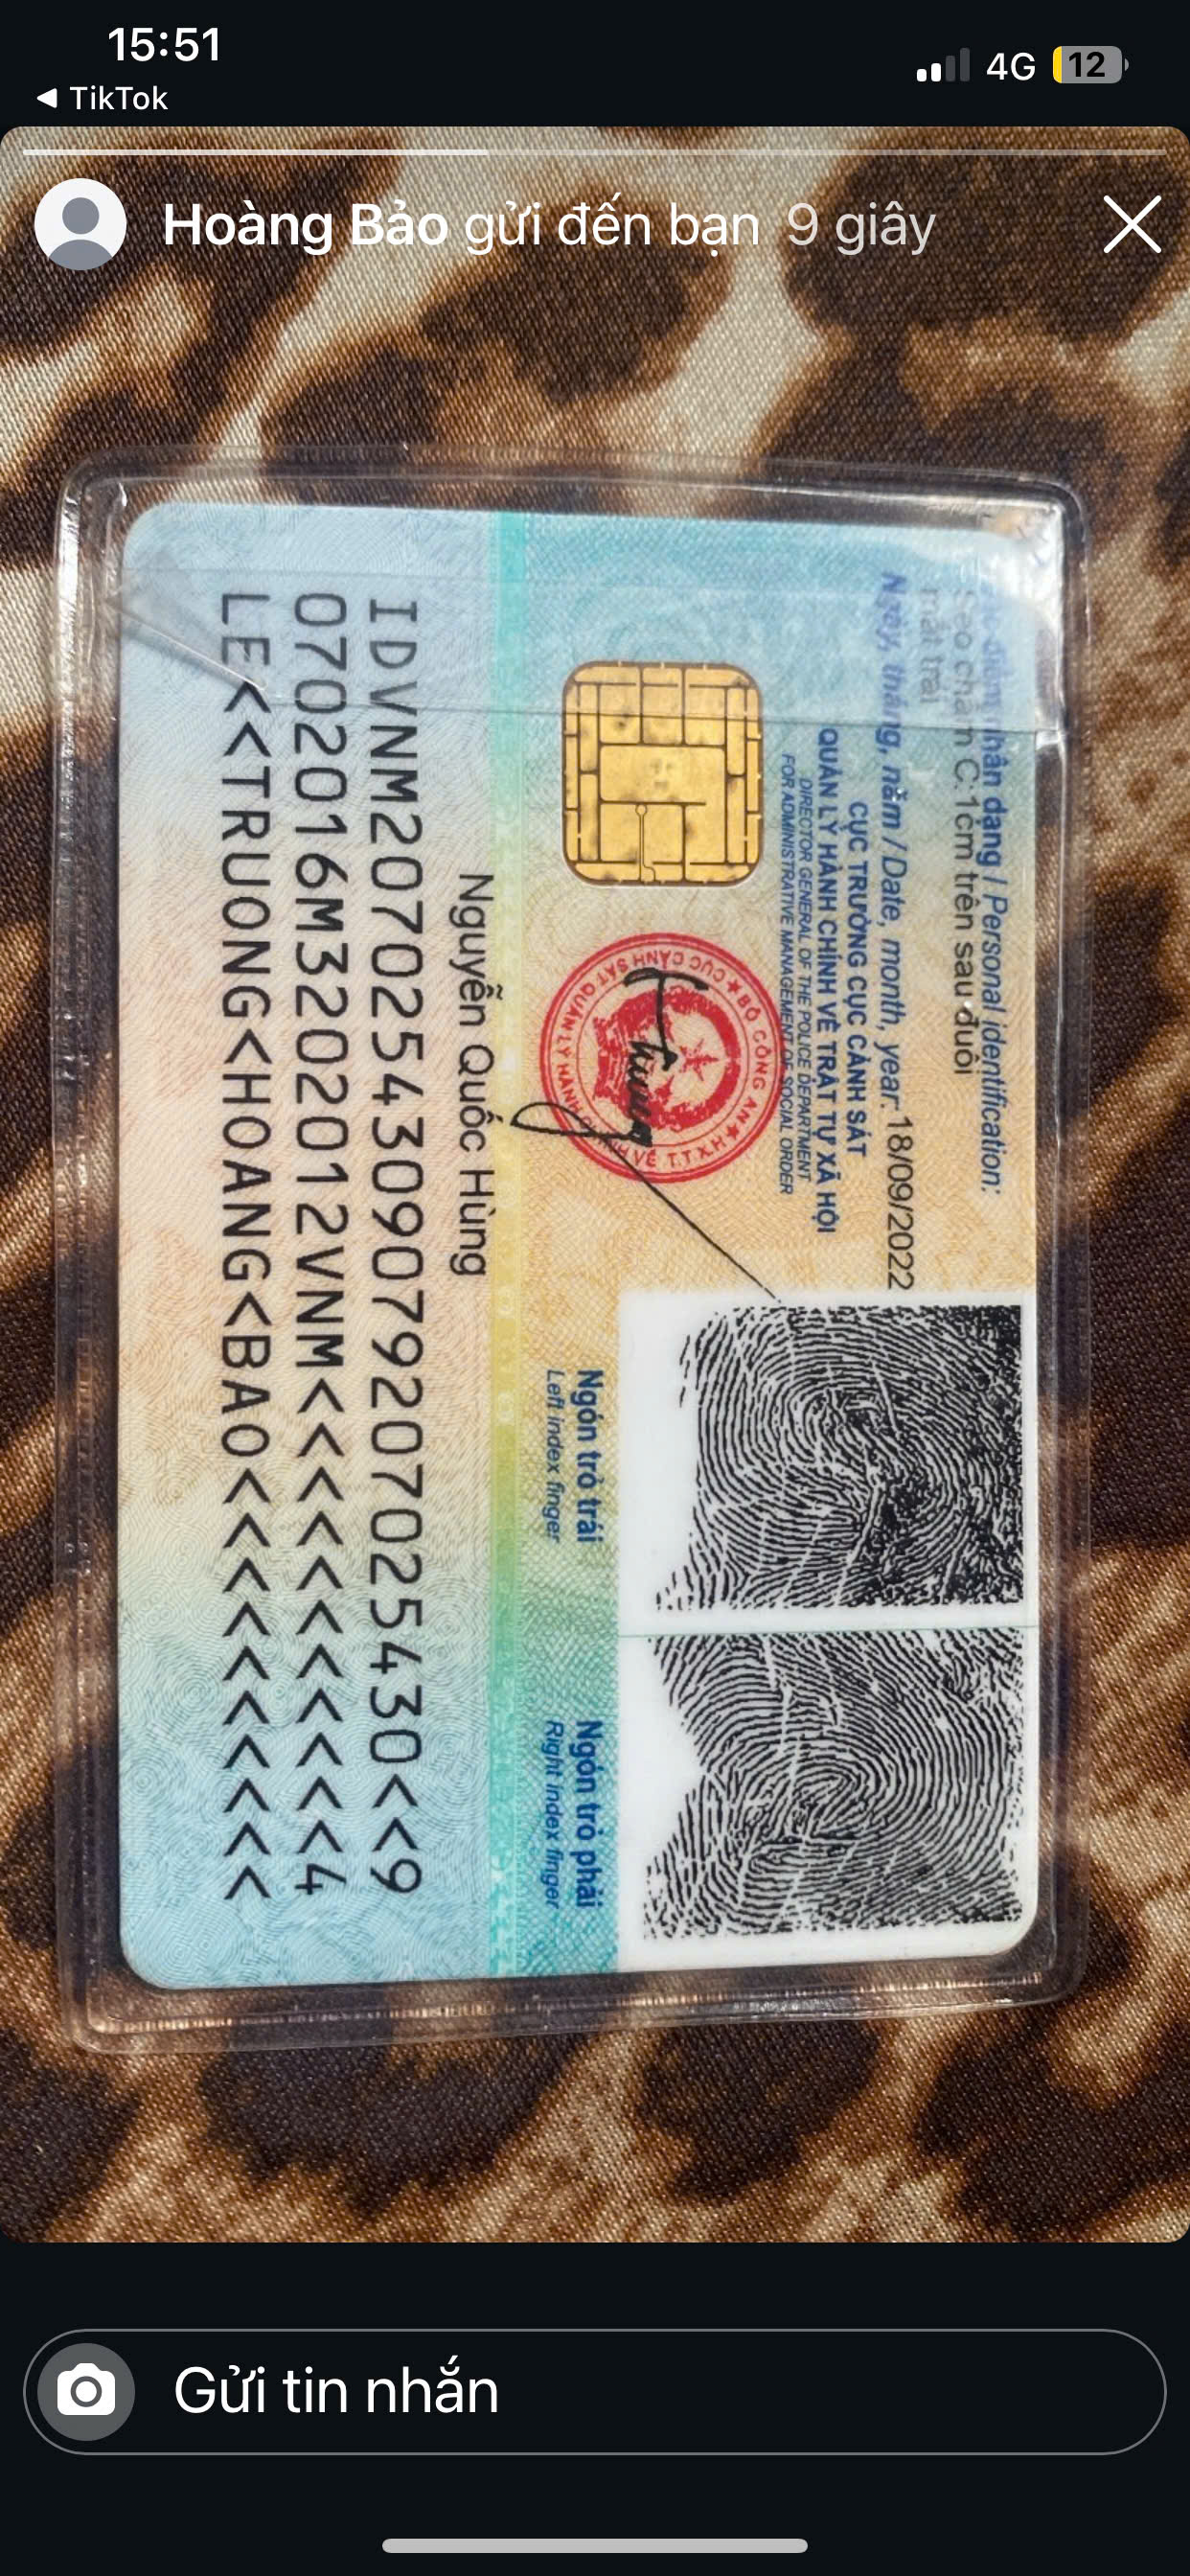 15:51
4G
12
TikTok
Hoàng Bảo gửi đến bạn 9 giây
điểm nhân dạng / Personal identification:
Sẹo chấm C:1cm trên sau đuôi
mắt trái
Ngày, tháng, năm / Date, month, year: 18/09/2022
CỤC TRƯỞNG CỤC CẢNH SÁT
QUẢN LÝ HÀNH CHÍNH VỀ TRẬT TỰ XÃ HỘI
DIRECTOR GENERAL OF THE POLICE DEPARTMENT
FOR ADMINISTRATIVE MANAGEMENT OF SOCIAL ORDER
BỘ CÔNG AN
CỤC CẢNH SÁT QUẢN LÝ HÀNH VỀ T.T.X.H
Ngón trỏ trái
Left index finger
Ngón trỏ phải
Right index finger
Nguyễn Quốc Hùng
IDVNM2070254309079207025430<<9
0702016M3202012VNM<<<<<<<<<<<4
LE<<TRUONG<HOANG<BAO<<<<<<<<<<
Gửi tin nhắn